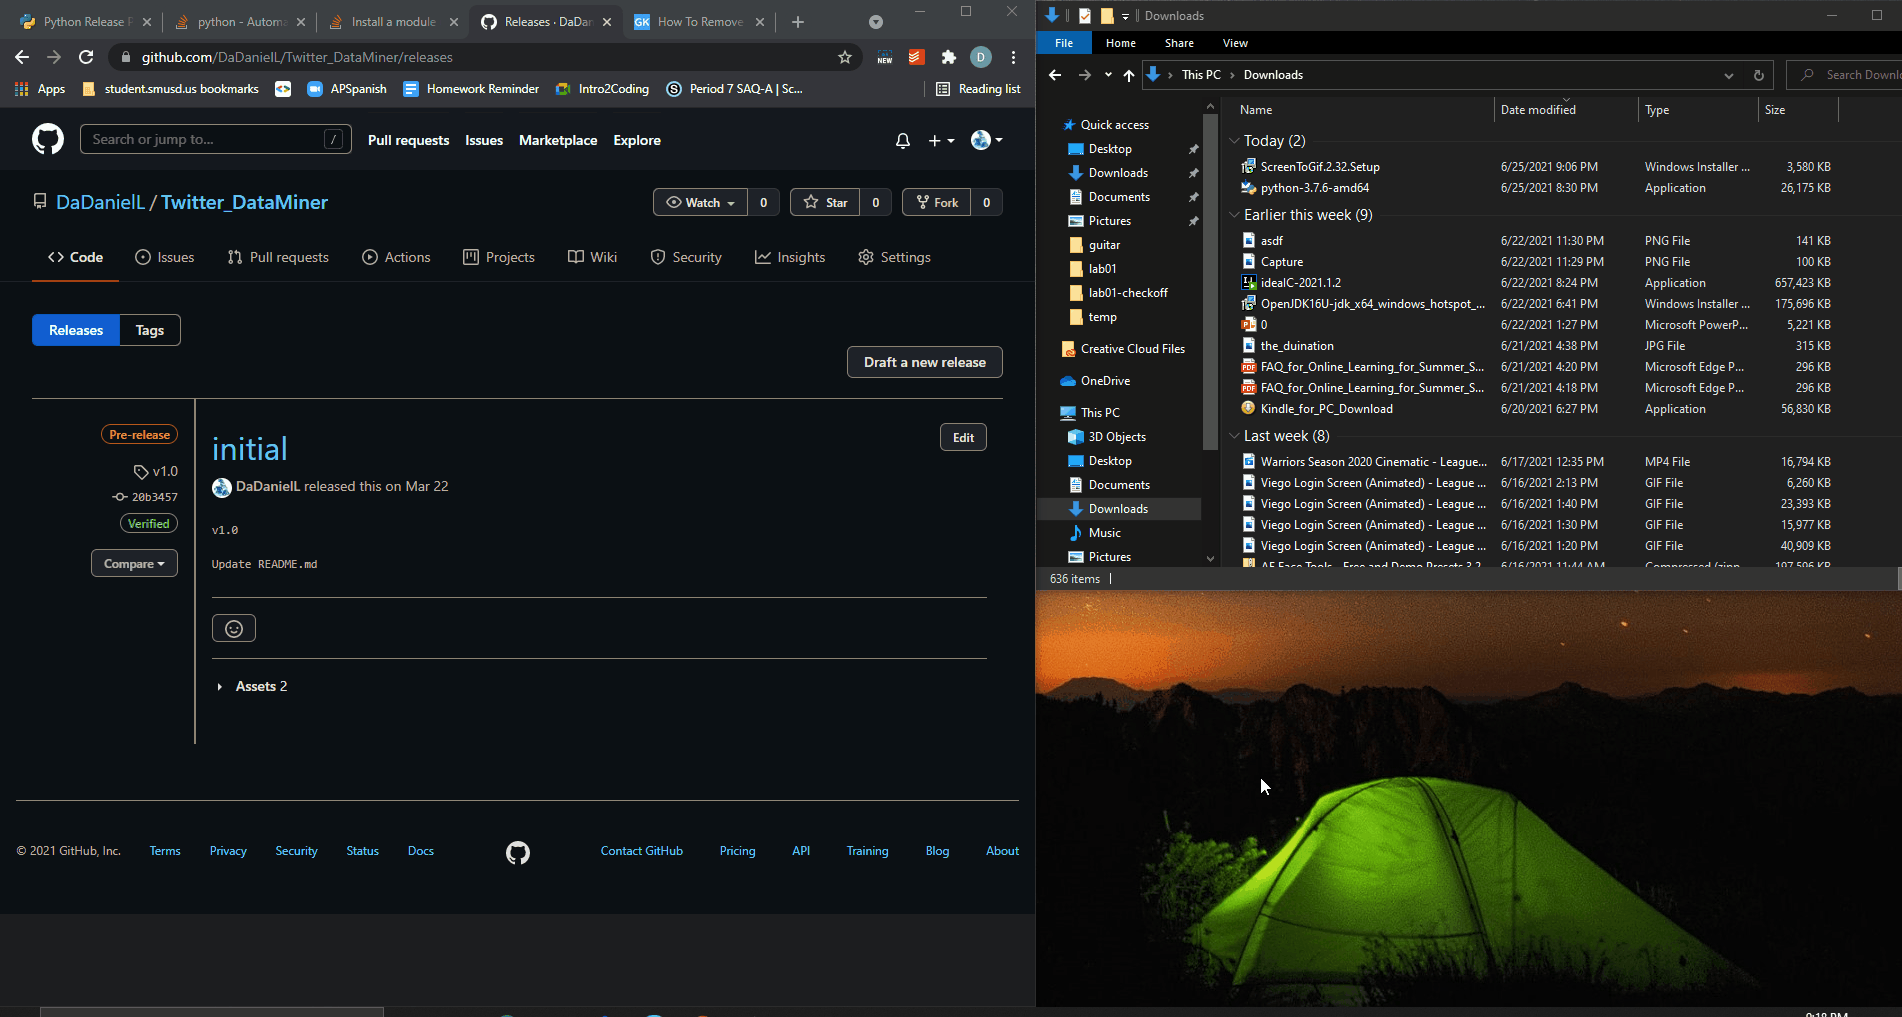 Python Release P
python - Automa
Install a module
Releases · DaDan
How To Remove
github.com/DaDanielL/Twitter_DataMiner/releases
NEW
D
Apps
student.smusd.us bookmarks
APSpanish
Homework Reminder
Intro2Coding
Period 7 SAQ-A | Sc...
Reading list
Search or jump to...
/
Pull requests
Issues
Marketplace
Explore
DaDanielL / Twitter_DataMiner
Watch
0
Star
0
Fork
0
Code
Issues
Pull requests
Actions
Projects
Wiki
Security
Insights
Settings
Releases
Tags
Draft a new release
Pre-release
v1.0
20b3457
Verified
Compare
initial
Edit
DaDanielL released this on Mar 22
v1.0
Update README.md
Assets 2
© 2021 GitHub, Inc.
Terms
Privacy
Security
Status
Docs
Contact GitHub
Pricing
API
Training
Blog
About
Downloads
File
Home
Share
View
This PC
Downloads
Quick access
Desktop
Downloads
Documents
Pictures
guitar
lab01
lab01-checkoff
temp
Creative Cloud Files
OneDrive
This PC
3D Objects
Desktop
Documents
Downloads
Music
Pictures
Name Date modified Type Size
Today (2)
ScreenToGif.2.32.Setup 6/25/2021 9:06 PM Windows Installer ... 3,580 KB
python-3.7.6-amd64 6/25/2021 8:30 PM Application 26,175 KB
Earlier this week (9)
asdf 6/22/2021 11:30 PM PNG File 141 KB
Capture 6/22/2021 11:29 PM PNG File 100 KB
ideaIC-2021.1.2 6/22/2021 8:24 PM Application 657,423 KB
OpenJDK16U-jdk_x64_windows_hotspot_... 6/22/2021 6:41 PM Windows Installer ... 175,696 KB
0 6/22/2021 1:27 PM Microsoft PowerP... 5,221 KB
the_duination 6/21/2021 4:38 PM JPG File 315 KB
FAQ_for_Online_Learning_for_Summer_S... 6/21/2021 4:20 PM Microsoft Edge P... 296 KB
FAQ_for_Online_Learning_for_Summer_S... 6/21/2021 4:18 PM Microsoft Edge P... 296 KB
Kindle_for_PC_Download 6/20/2021 6:27 PM Application 56,830 KB
Last week (8)
Warriors Season 2020 Cinematic - League... 6/17/2021 12:35 PM MP4 File 16,794 KB
Viego Login Screen (Animated) - League ... 6/16/2021 2:13 PM GIF File 6,260 KB
Viego Login Screen (Animated) - League ... 6/16/2021 1:40 PM GIF File 23,393 KB
Viego Login Screen (Animated) - League ... 6/16/2021 1:30 PM GIF File 15,977 KB
Viego Login Screen (Animated) - League ... 6/16/2021 1:20 PM GIF File 40,909 KB
636 items